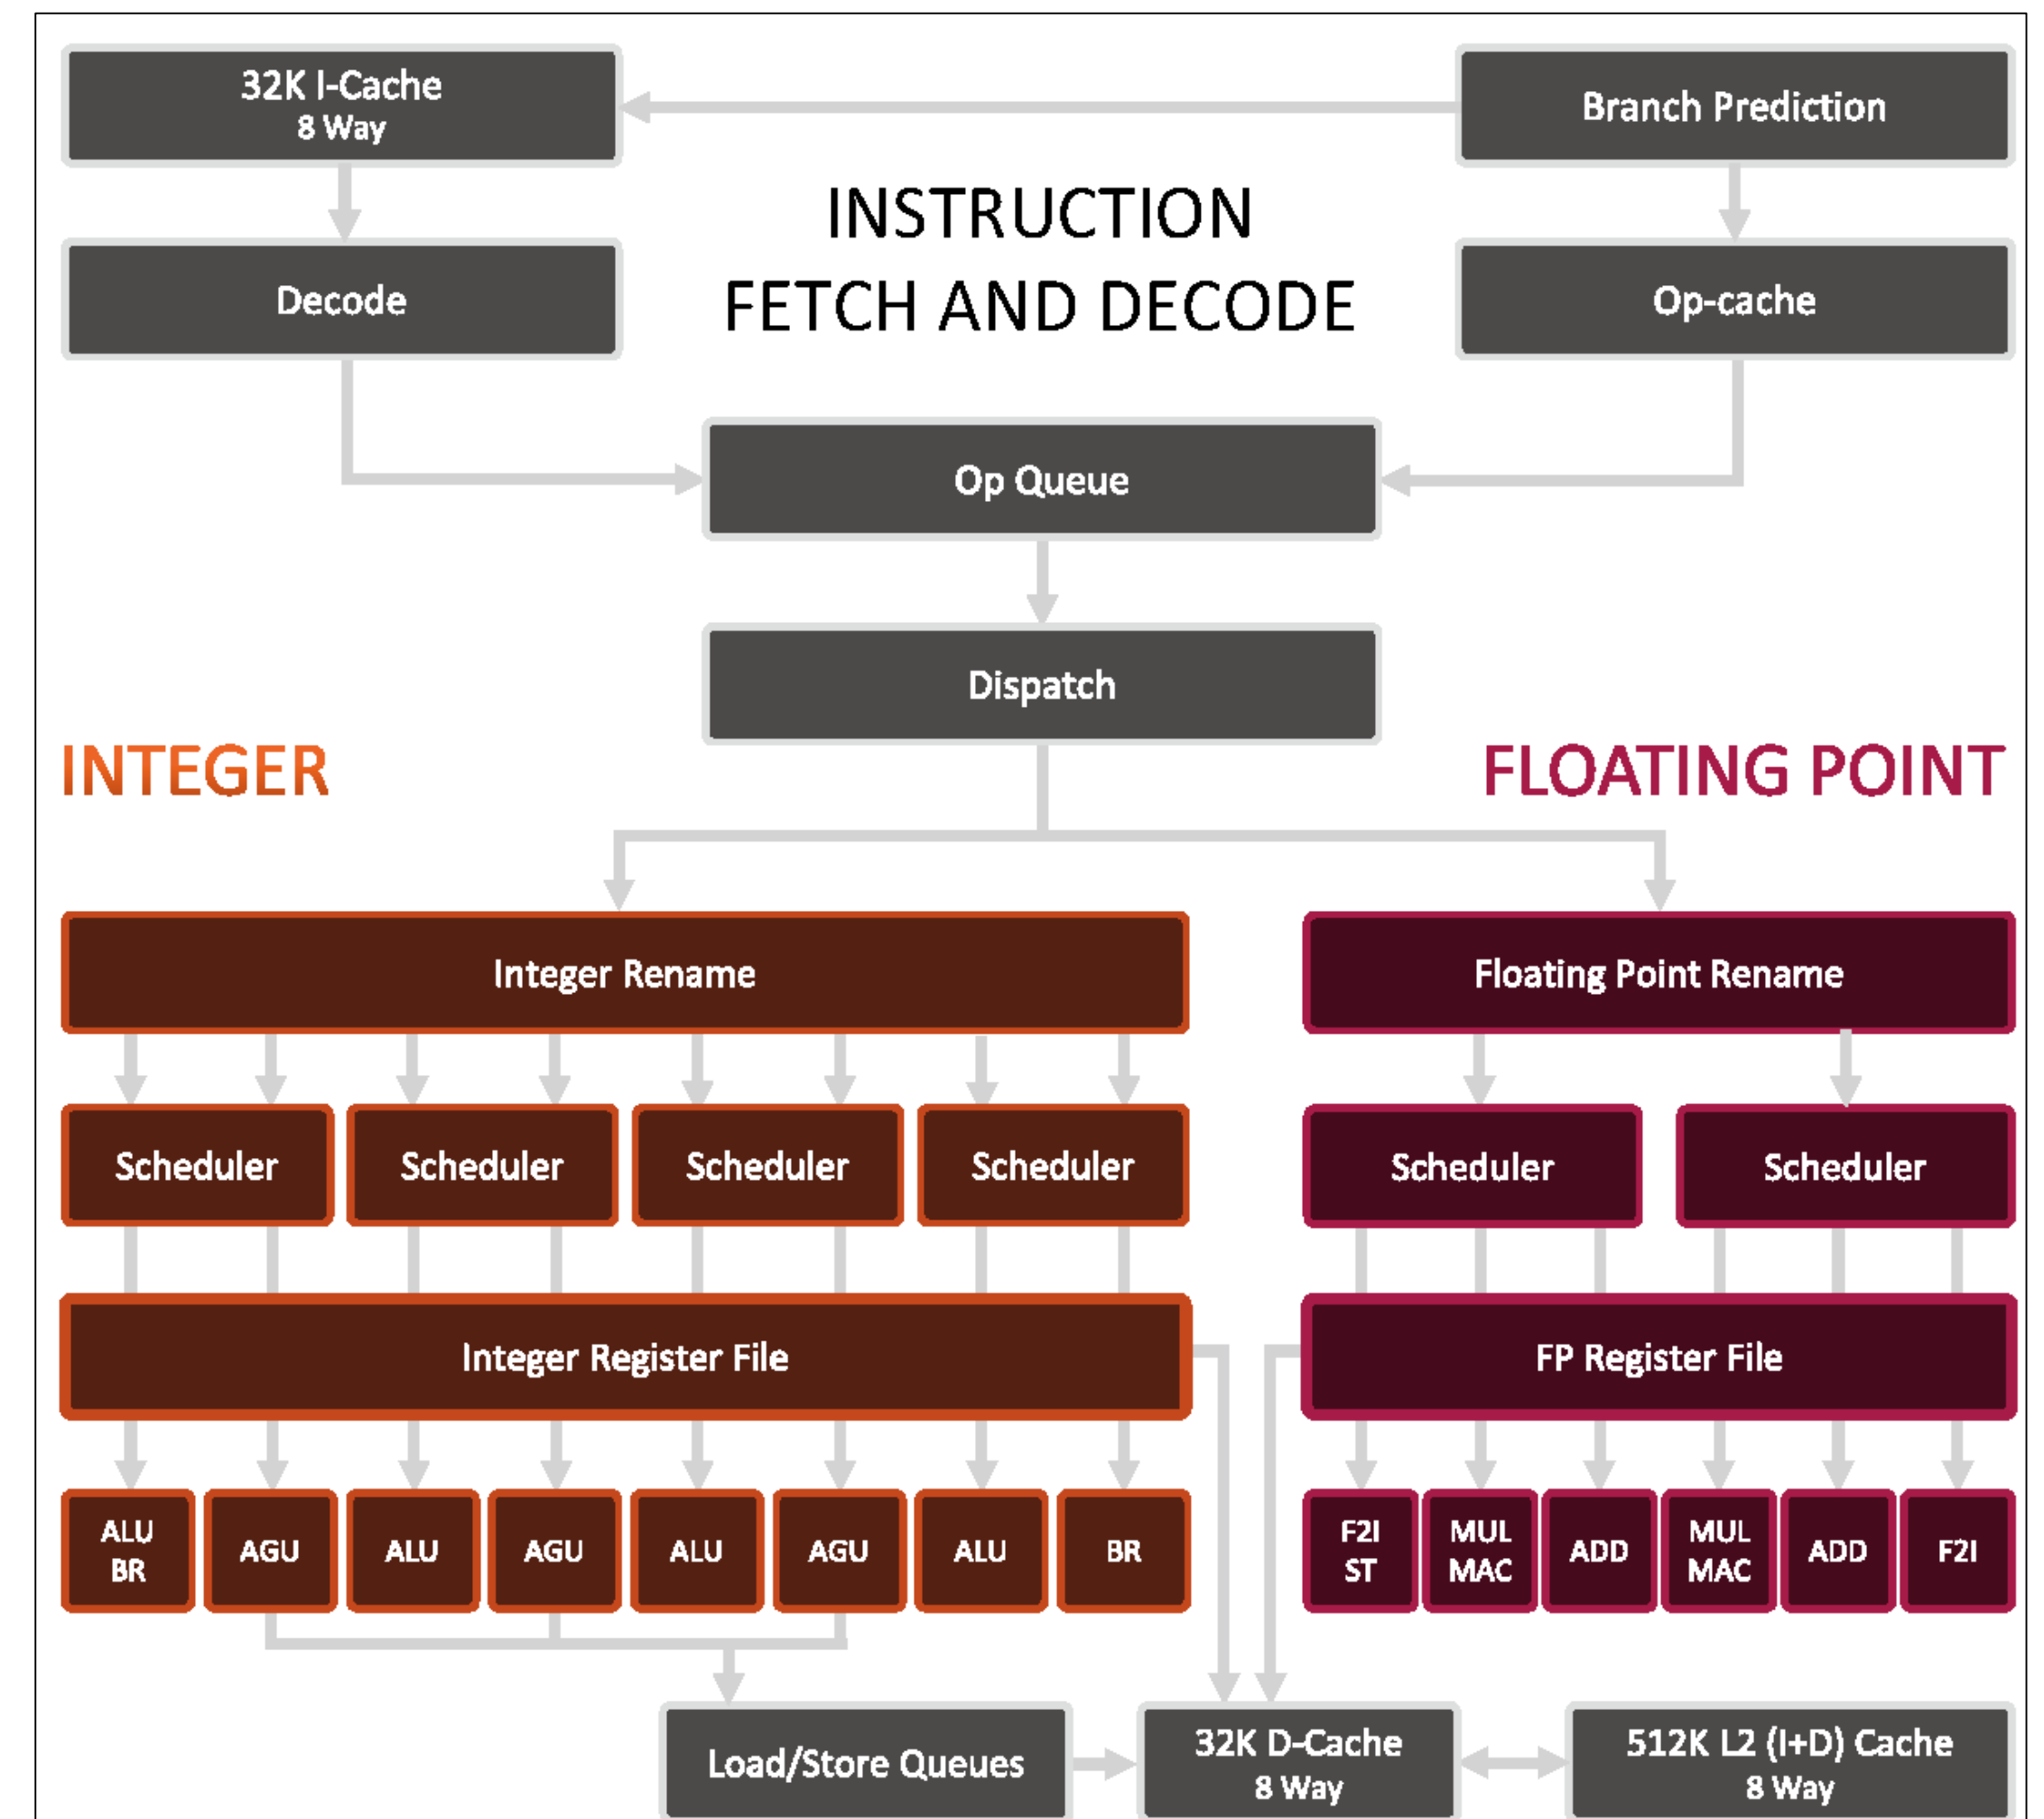 32K I-Cache
8 Way
Branch Prediction
INSTRUCTION
FETCH AND DECODE
Decode
Op-cache
Op Queue
Dispatch
INTEGER
FLOATING POINT
Integer Rename
Floating Point Rename
Scheduler
Scheduler
Scheduler
Scheduler
Scheduler
Scheduler
Integer Register File
FP Register File
ALU
BR
AGU
ALU
AGU
ALU
AGU
ALU
BR
F2I
ST
MUL
MAC
ADD
MUL
MAC
ADD
F2I
Load/Store Queues
32K D-Cache
8 Way
512K L2 (I+D) Cache
8 Way